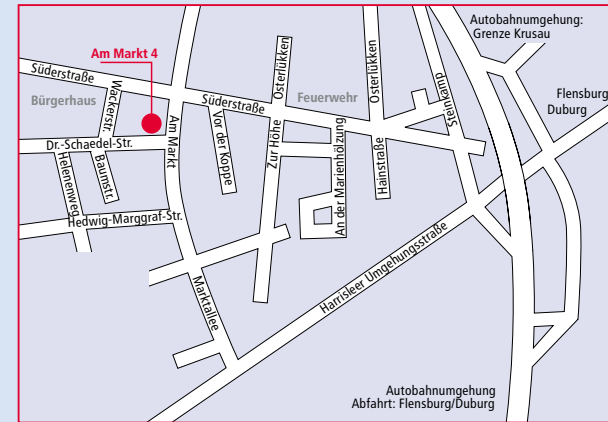 Autobahnumgehung:
Grenze Krusau
Am Markt 4
Süderstraße
Bürgerhaus
Wackerstr.
Osterlükken
Osterlükken
Steinkamp
Flensburg
Duburg
Süderstraße
Feuerwehr
Am Markt
Vor der Koppe
Dr.-Schaedel-Str.
Zur Höhe
An der Marienhölzung
Hainstraße
Helenenweg
Baumstr.
Hedwig-Marggraf-Str.
Marktallee
Harrisleer Umgehungsstraße
Autobahnumgehung
Abfahrt: Flensburg/Duburg